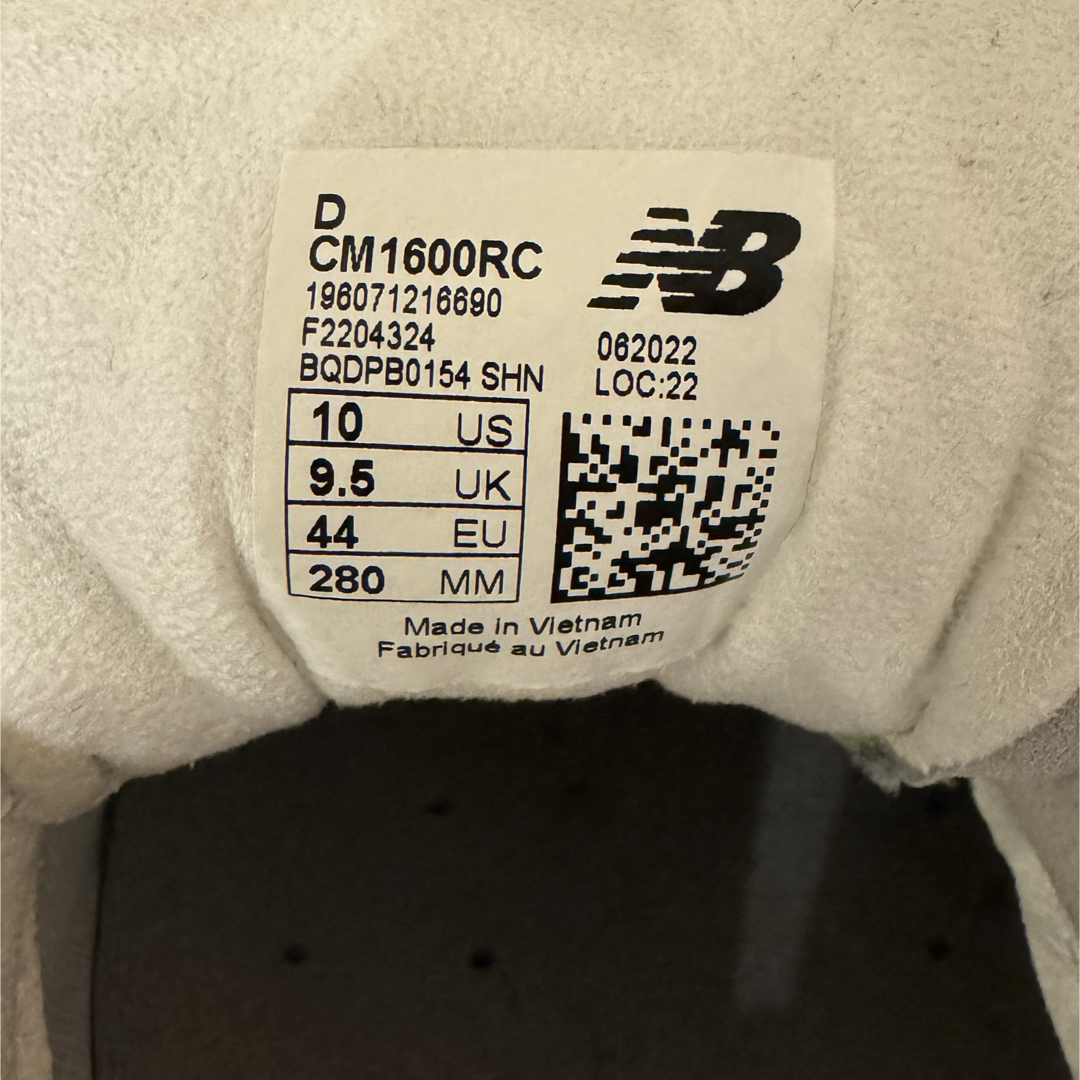 D
CM1600RC
196071216690
F2204324
BQDPB0154 SHN
NB
062022
LOC:22
10 US
9.5 UK
44 EU
280 MM
Made in Vietnam
Fabriqué au Vietnam